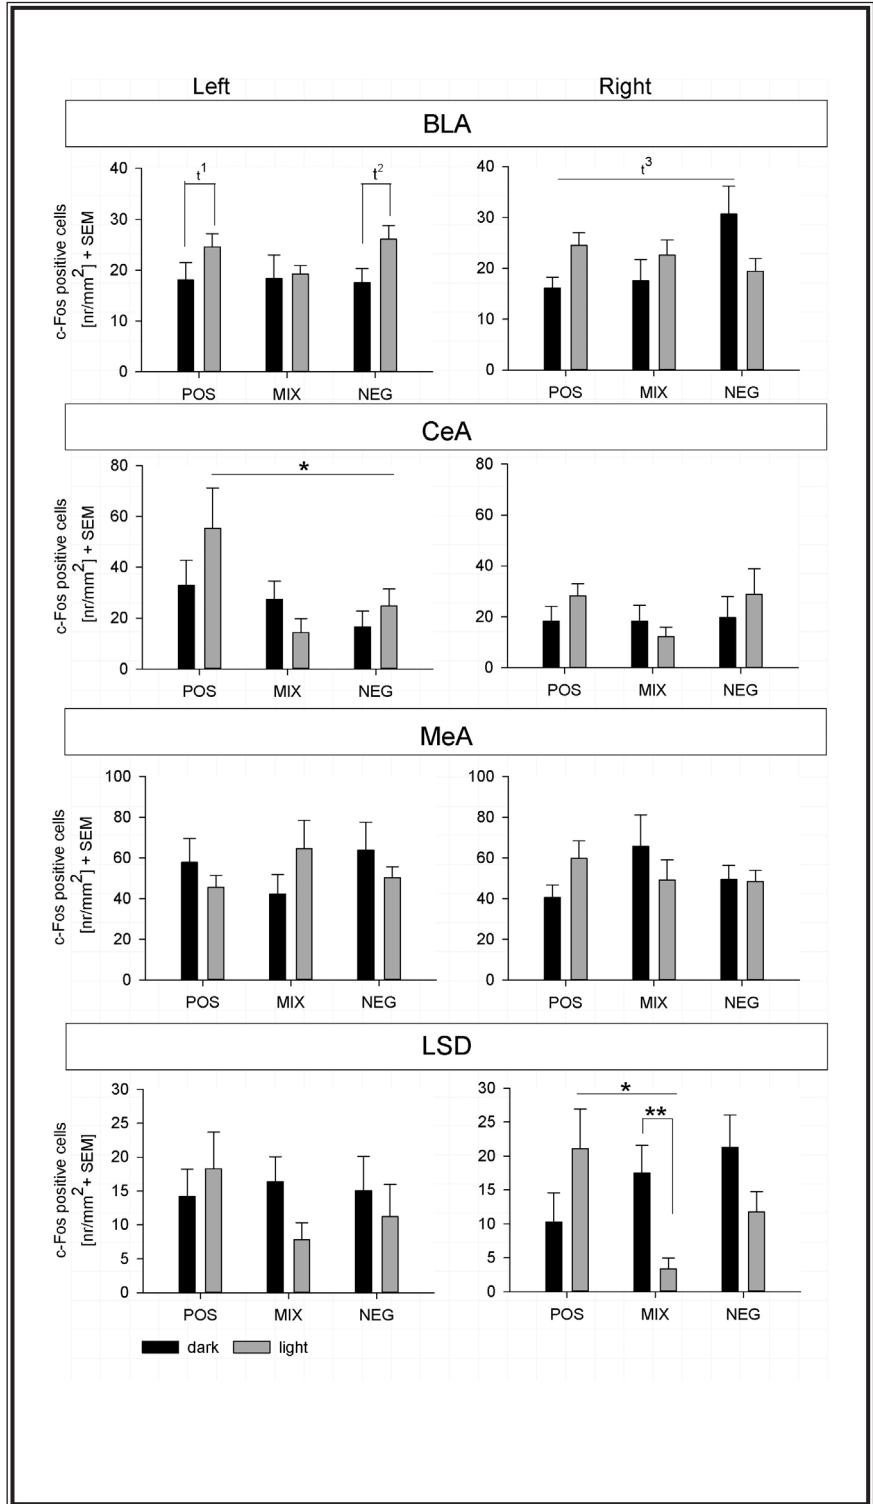 Left Right
BLA
c-Fos positive cells
[nr/mm²] + SEM
40
30
20
10
0
t¹
t²
POS MIX NEG
40
30
20
10
0
t³
POS MIX NEG
CeA
c-Fos positive cells
[nr/mm²] + SEM
80
60
40
20
0
*
POS MIX NEG
80
60
40
20
0
POS MIX NEG
MeA
c-Fos positive cells
[nr/mm²] + SEM
100
80
60
40
20
0
POS MIX NEG
100
80
60
40
20
0
POS MIX NEG
LSD
c-Fos positive cells
[nr/mm²+ SEM]
30
25
20
15
10
5
0
POS MIX NEG
30
25
20
15
10
5
0
*
**
POS MIX NEG
dark light